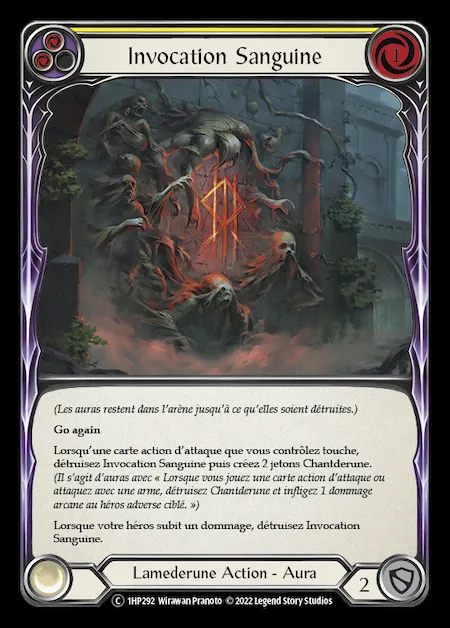 Invocation Sanguine
1
(Les auras restent dans l'arène jusqu'à ce qu'elles soient détruites.)
Go again
Lorsqu'une carte action d'attaque que vous contrôlez touche,
détruisez Invocation Sanguine puis créez 2 jetons Chantderune.
(Il s'agit d'auras avec « Lorsque vous jouez une carte action d'attaque ou
attaquez avec une arme, détruisez Chantderune et infligez 1 dommage
arcane au héros adverse ciblé. »)
Lorsque votre héros subit un dommage, détruisez Invocation
Sanguine.
Lamederune Action - Aura
2
C 1HP292 Wirawan Pranoto © 2022 Legend Story Studios